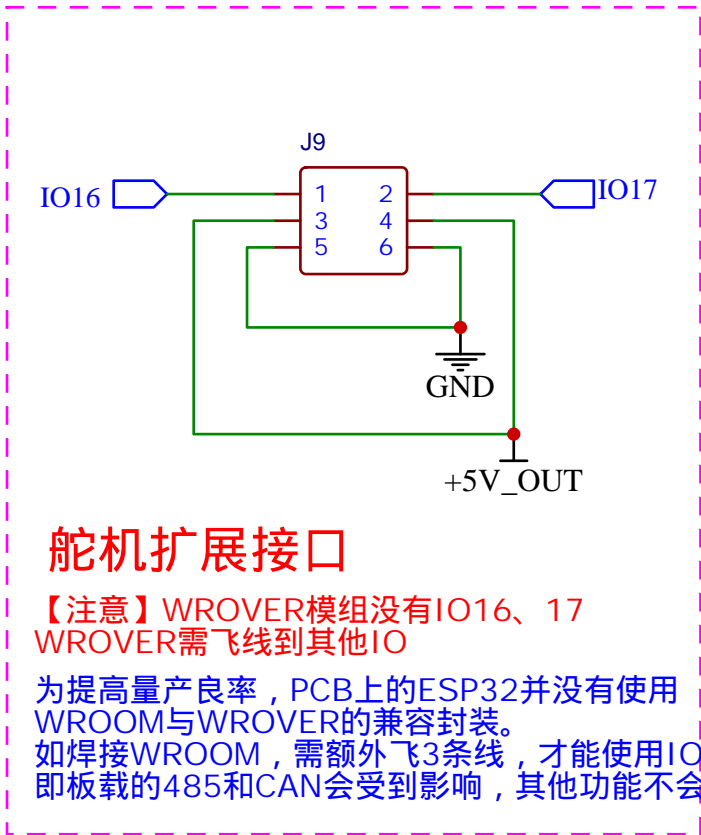 J9
IO16
1 2
IO17
3 4
5 6
GND
+5V_OUT
舵机扩展接口
【注意】WROVER模组没有IO16、17
WROVER需飞线到其他IO
为提高量产良率，PCB上的ESP32并没有使用
WROOM与WROVER的兼容封装。
如焊接WROOM，需额外飞3条线，才能使用IO
即板载的485和CAN会受到影响，其他功能不会